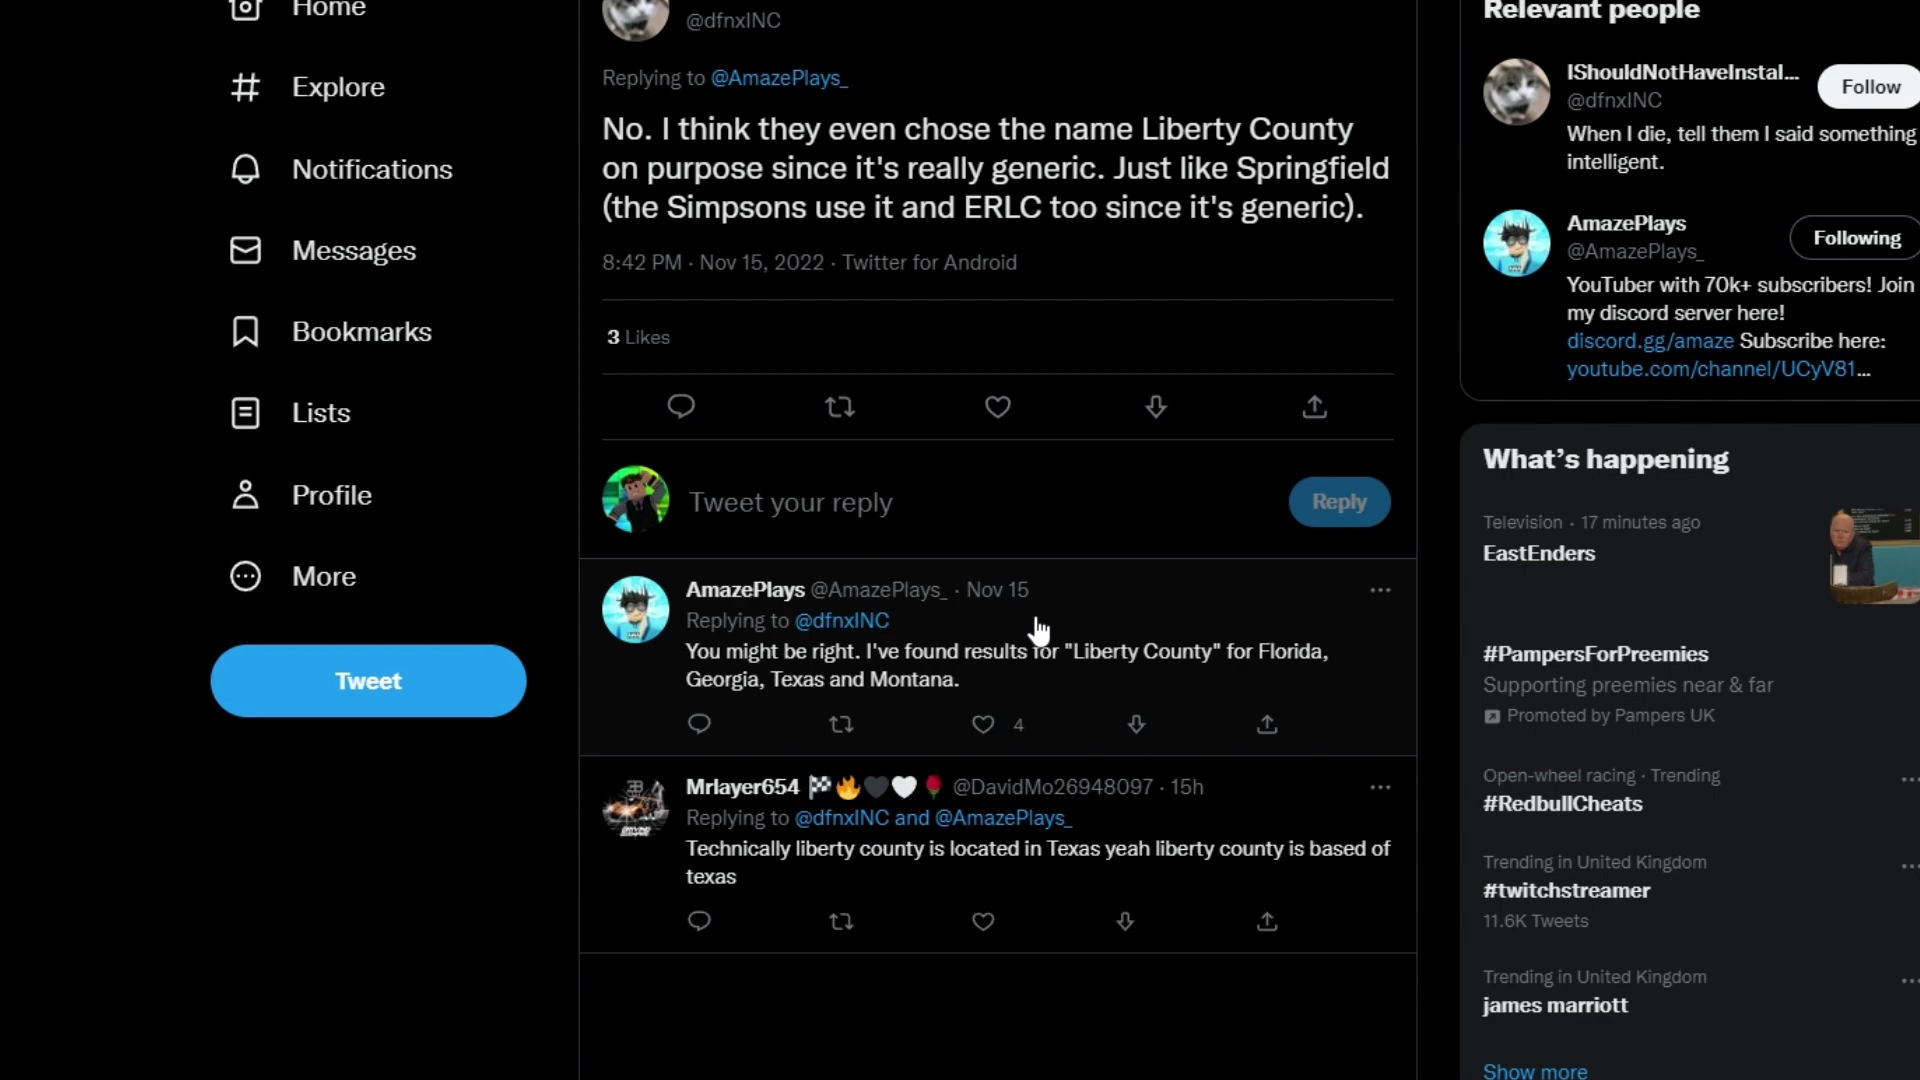 Home
Explore
Notifications
Messages
Bookmarks
Lists
Profile
More
Tweet
@dfnxINC
Replying to @AmazePlays_
No. I think they even chose the name Liberty County
on purpose since it's really generic. Just like Springfield
(the Simpsons use it and ERLC too since it's generic).
8:42 PM · Nov 15, 2022 · Twitter for Android
3 Likes
Tweet your reply
Reply
AmazePlays @AmazePlays_ · Nov 15
Replying to @dfnxINC
You might be right. I've found results for "Liberty County" for Florida,
Georgia, Texas and Montana.
4
Mrlayer654 🏁🔥🖤🤍🌹 @DavidMo26948097 · 15h
Replying to @dfnxINC and @AmazePlays_
Technically liberty county is located in Texas yeah liberty county is based of
texas
Relevant people
IShouldNotHaveInstal...
Follow
@dfnxINC
When I die, tell them I said something
intelligent.
AmazePlays
Following
@AmazePlays_
YouTuber with 70k+ subscribers! Join
my discord server here!
discord.gg/amaze Subscribe here:
youtube.com/channel/UCyV81...
What's happening
Television · 17 minutes ago
EastEnders
#PampersForPreemies
Supporting preemies near & far
Promoted by Pampers UK
Open-wheel racing · Trending
#RedbullCheats
Trending in United Kingdom
#twitchstreamer
11.6K Tweets
Trending in United Kingdom
james marriott
Show more